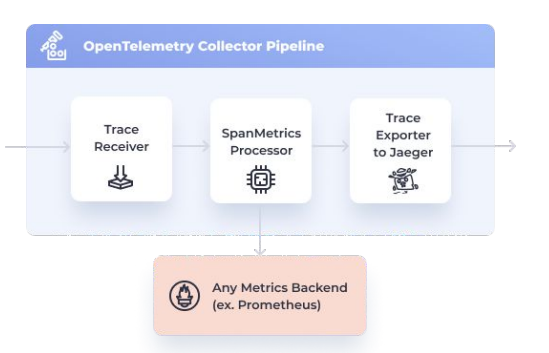 OpenTelemetry Collector Pipeline
Trace
Receiver
SpanMetrics
Processor
Trace
Exporter
to Jaeger
Any Metrics Backend
(ex. Prometheus)